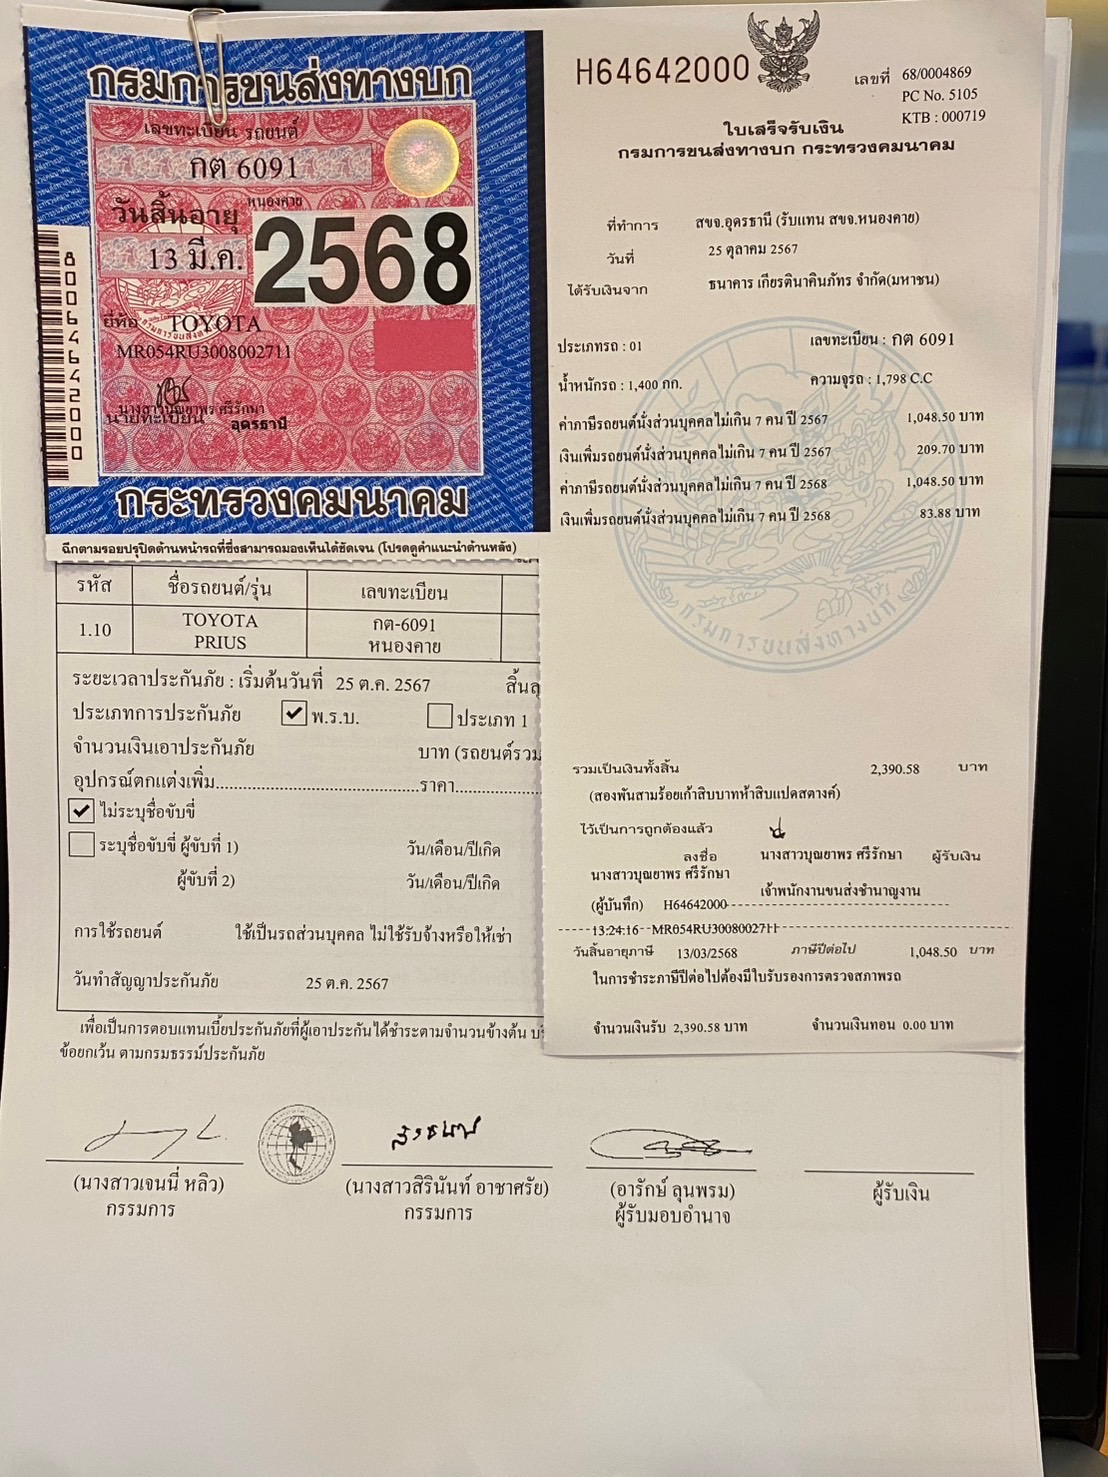 กรมการขนส่งทางบก
เลขทะเบียน รถยนต์
กต 6091
หนองคาย
วันสิ้นอายุ
13 มี.ค.
2568
ยี่ห้อ TOYOTA
MR054RU3008002711
นางสาวบุณยาพร ศรีรักษา
นายทะเบียน อุดรธานี
80064642000
กระทรวงคมนาคม
ฉีกตามรอยปรุปิดด้านหน้ารถที่ซึ่งสามารถมองเห็นได้ชัดเจน (โปรดดูคำแนะนำด้านหลัง)
H64642000
เลขที่ 68/0004869
PC No. 5105
KTB : 000719
ใบเสร็จรับเงิน
กรมการขนส่งทางบก กระทรวงคมนาคม
ที่ทำการ สขจ.อุดรธานี (รับแทน สขจ.หนองคาย)
วันที่ 25 ตุลาคม 2567
ได้รับเงินจาก ธนาคาร เกียรตินาคินภัทร จำกัด(มหาชน)
ประเภทรถ : 01 เลขทะเบียน : กต 6091
น้ำหนักรถ : 1,400 กก. ความจุรถ : 1,798 C.C
ค่าภาษีรถยนต์นั่งส่วนบุคคลไม่เกิน 7 คน ปี 2567 1,048.50 บาท
เงินเพิ่มรถยนต์นั่งส่วนบุคคลไม่เกิน 7 คน ปี 2567 209.70 บาท
ค่าภาษีรถยนต์นั่งส่วนบุคคลไม่เกิน 7 คน ปี 2568 1,048.50 บาท
เงินเพิ่มรถยนต์นั่งส่วนบุคคลไม่เกิน 7 คน ปี 2568 83.88 บาท
กรมการขนส่งทางบก
รวมเป็นเงินทั้งสิ้น 2,390.58 บาท
(สองพันสามร้อยเก้าสิบบาทห้าสิบแปดสตางค์)
ไว้เป็นการถูกต้องแล้ว
ลงชื่อ นางสาวบุณยาพร ศรีรักษา ผู้รับเงิน
นางสาวบุณยาพร ศรีรักษา
เจ้าพนักงานขนส่งชำนาญงาน
(ผู้บันทึก) H64642000
13:24:16 MR054RU3008002711
วันสิ้นอายุภาษี 13/03/2568 ภาษีปีต่อไป 1,048.50 บาท
ในการชำระภาษีปีต่อไปต้องมีใบรับรองการตรวจสภาพรถ
จำนวนเงินรับ 2,390.58 บาท จำนวนเงินทอน 0.00 บาท
รหัส ชื่อรถยนต์/รุ่น เลขทะเบียน
1.10 TOYOTA กต-6091
PRIUS หนองคาย
ระยะเวลาประกันภัย : เริ่มต้นวันที่ 25 ต.ค. 2567 สิ้นสุ
ประเภทการประกันภัย พ.ร.บ. ประเภท 1
จำนวนเงินเอาประกันภัย บาท (รถยนต์รวม
อุปกรณ์ตกแต่งเพิ่ม ราคา
ไม่ระบุชื่อขับขี่
ระบุชื่อขับขี่ ผู้ขับที่ 1) วัน/เดือน/ปีเกิด
ผู้ขับที่ 2) วัน/เดือน/ปีเกิด
การใช้รถยนต์ ใช้เป็นรถส่วนบุคคล ไม่ใช้รับจ้างหรือให้เช่า
วันทำสัญญาประกันภัย 25 ต.ค. 2567
เพื่อเป็นการตอบแทนเบี้ยประกันภัยที่ผู้เอาประกันได้ชำระตามจำนวนข้างต้น บริ
ข้อยกเว้น ตามกรมธรรม์ประกันภัย
(นางสาวเจนนี่ หลิว) (นางสาวสิรินันท์ อาชาศรัย) (อารักษ์ ลุนพรม) ผู้รับเงิน
กรรมการ กรรมการ ผู้รับมอบอำนาจ